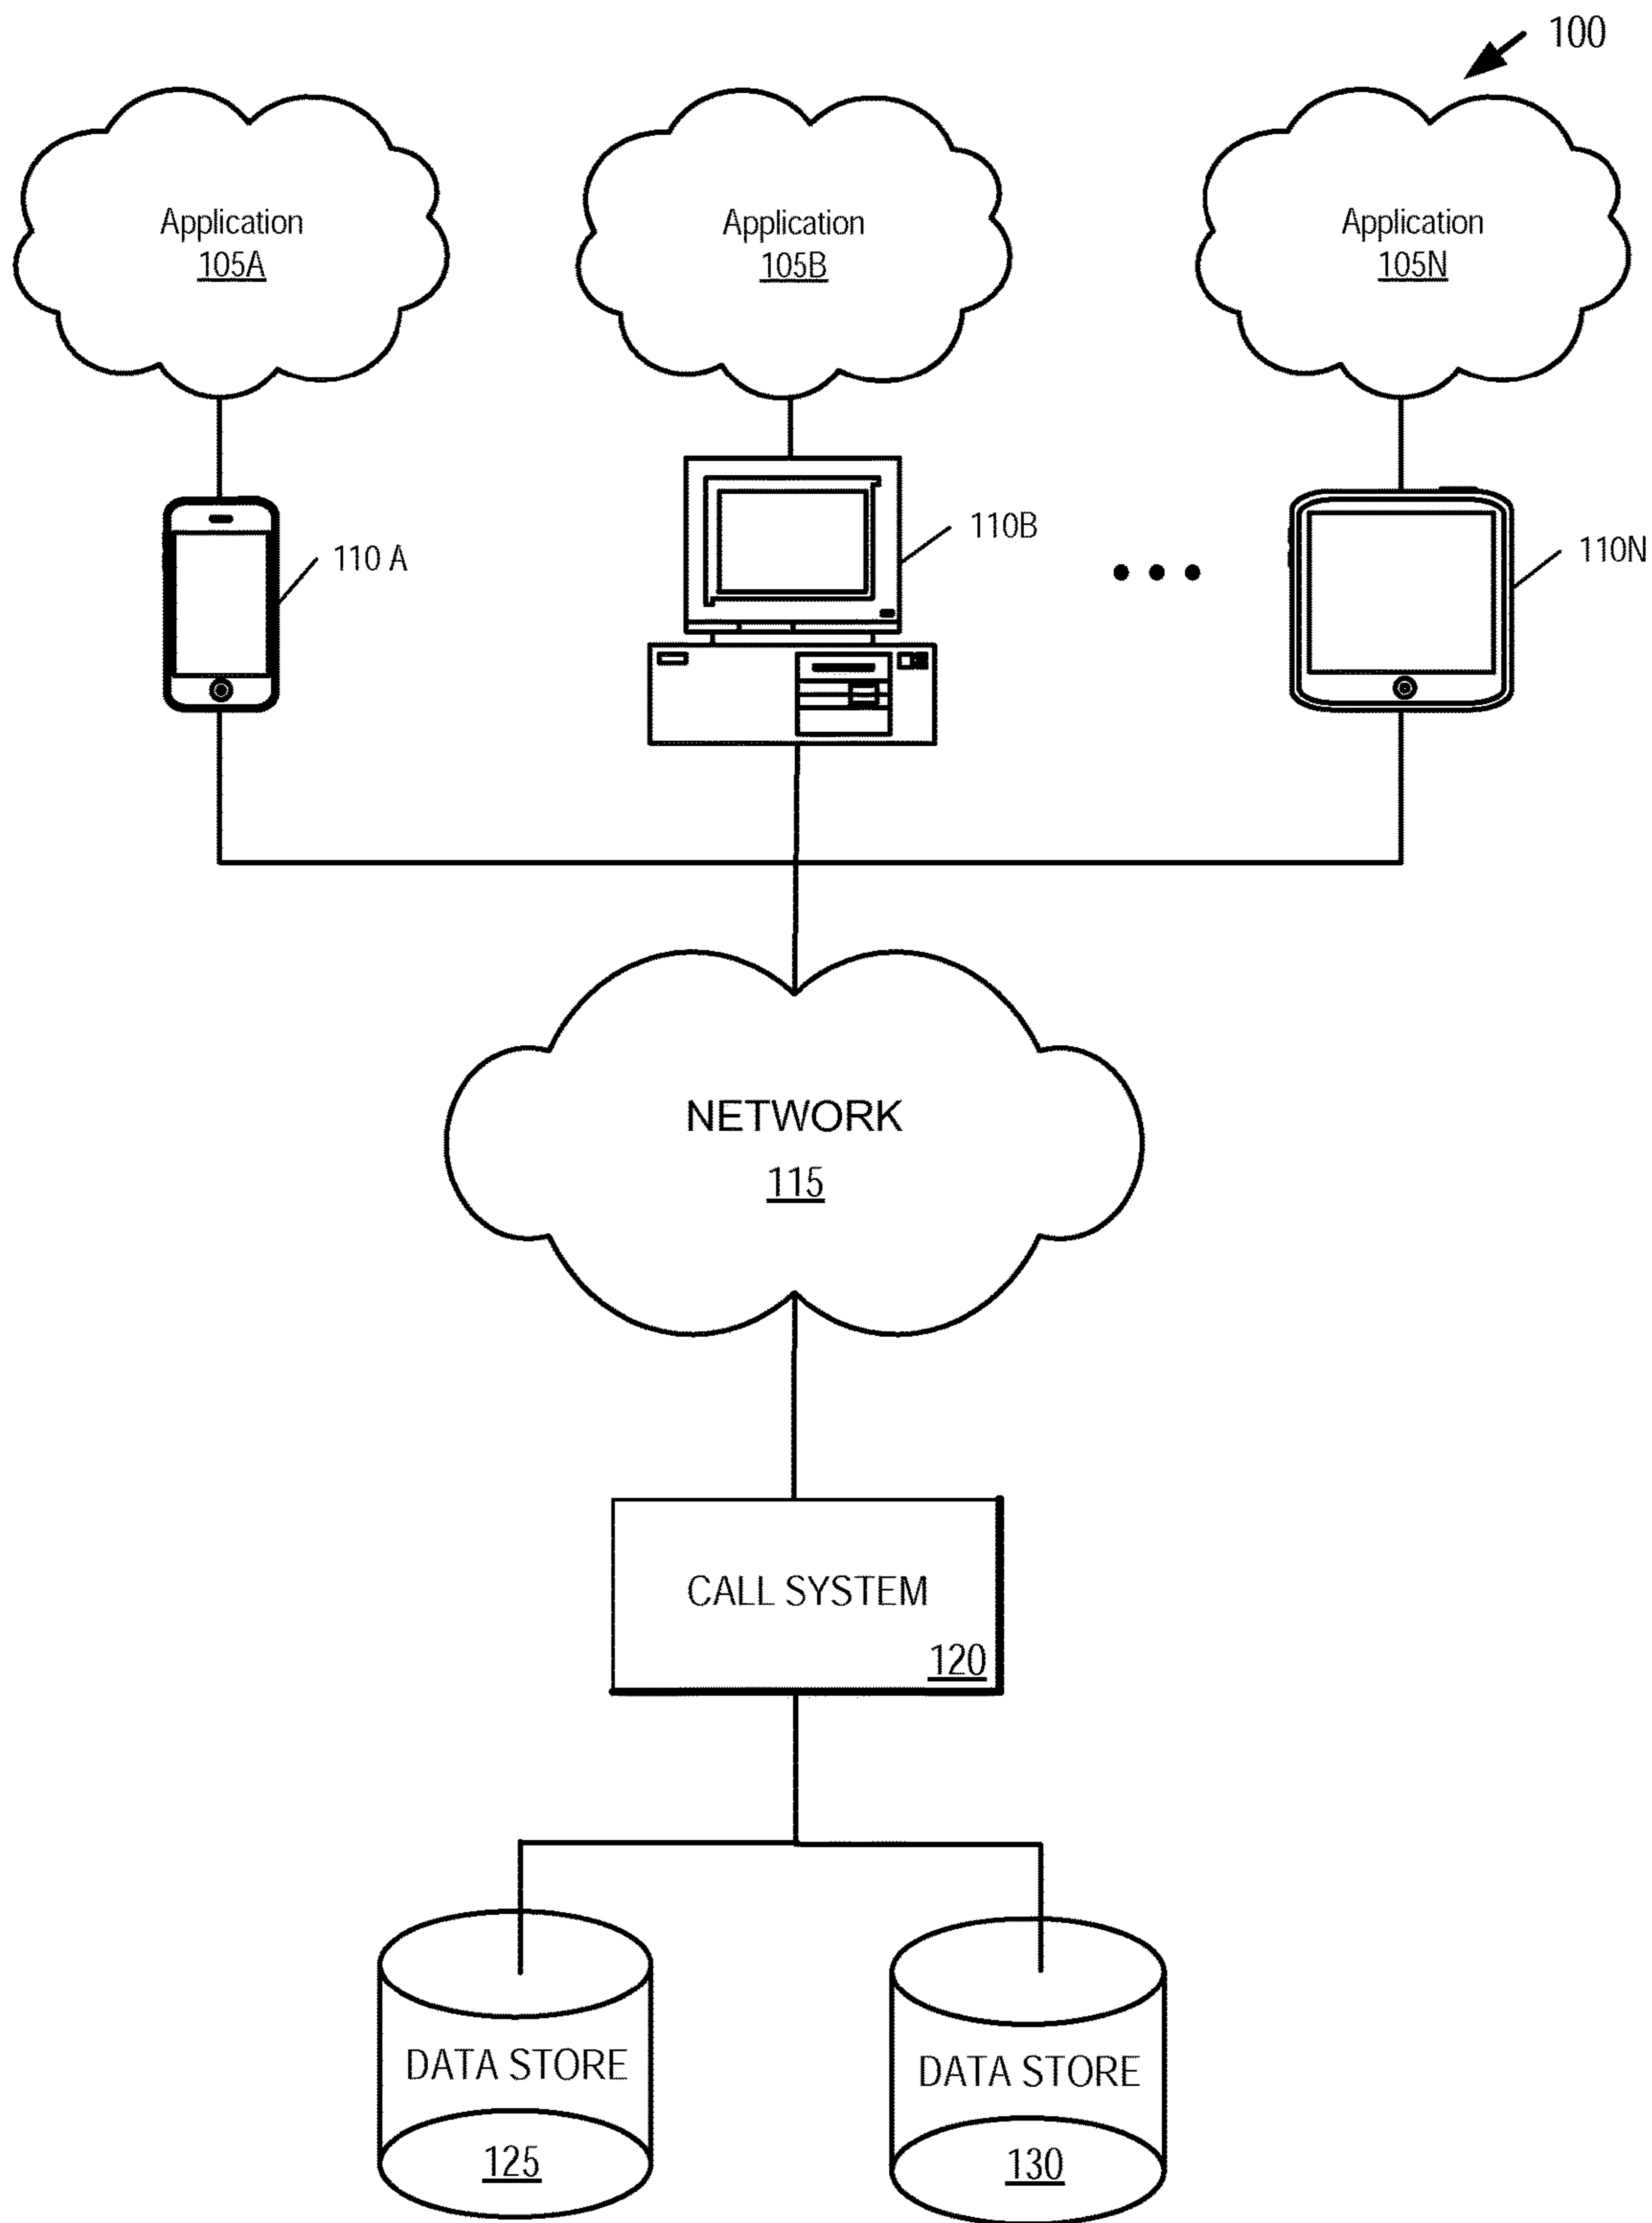 100
Application
105A
Application
105B
Application
105N
110 A
110B
110N
NETWORK
115
CALL SYSTEM
120
DATA STORE
125
DATA STORE
130